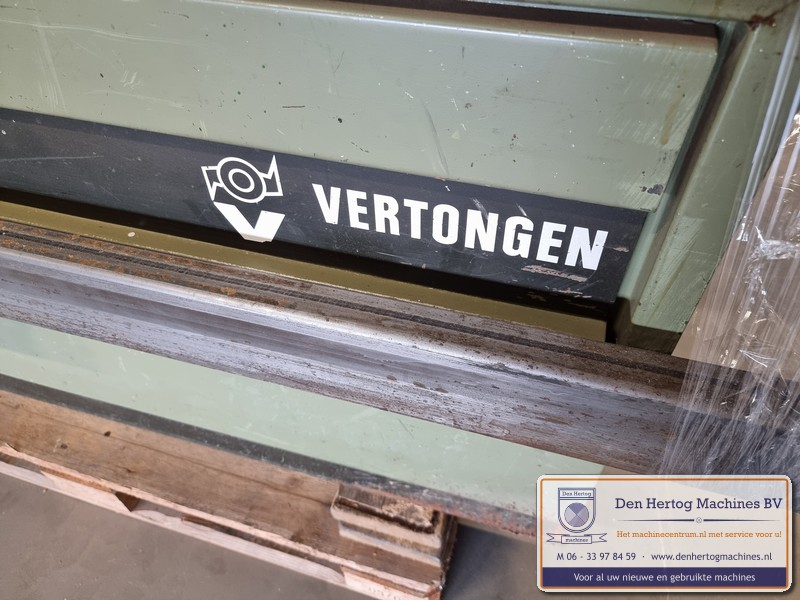 VERTONGEN
Den Hertog
machines
Den Hertog Machines BV
Het machinecentrum.nl met service voor u!
M 06 - 33 97 84 59 · www.denhertogmachines.nl
Voor al uw nieuwe en gebruikte machines